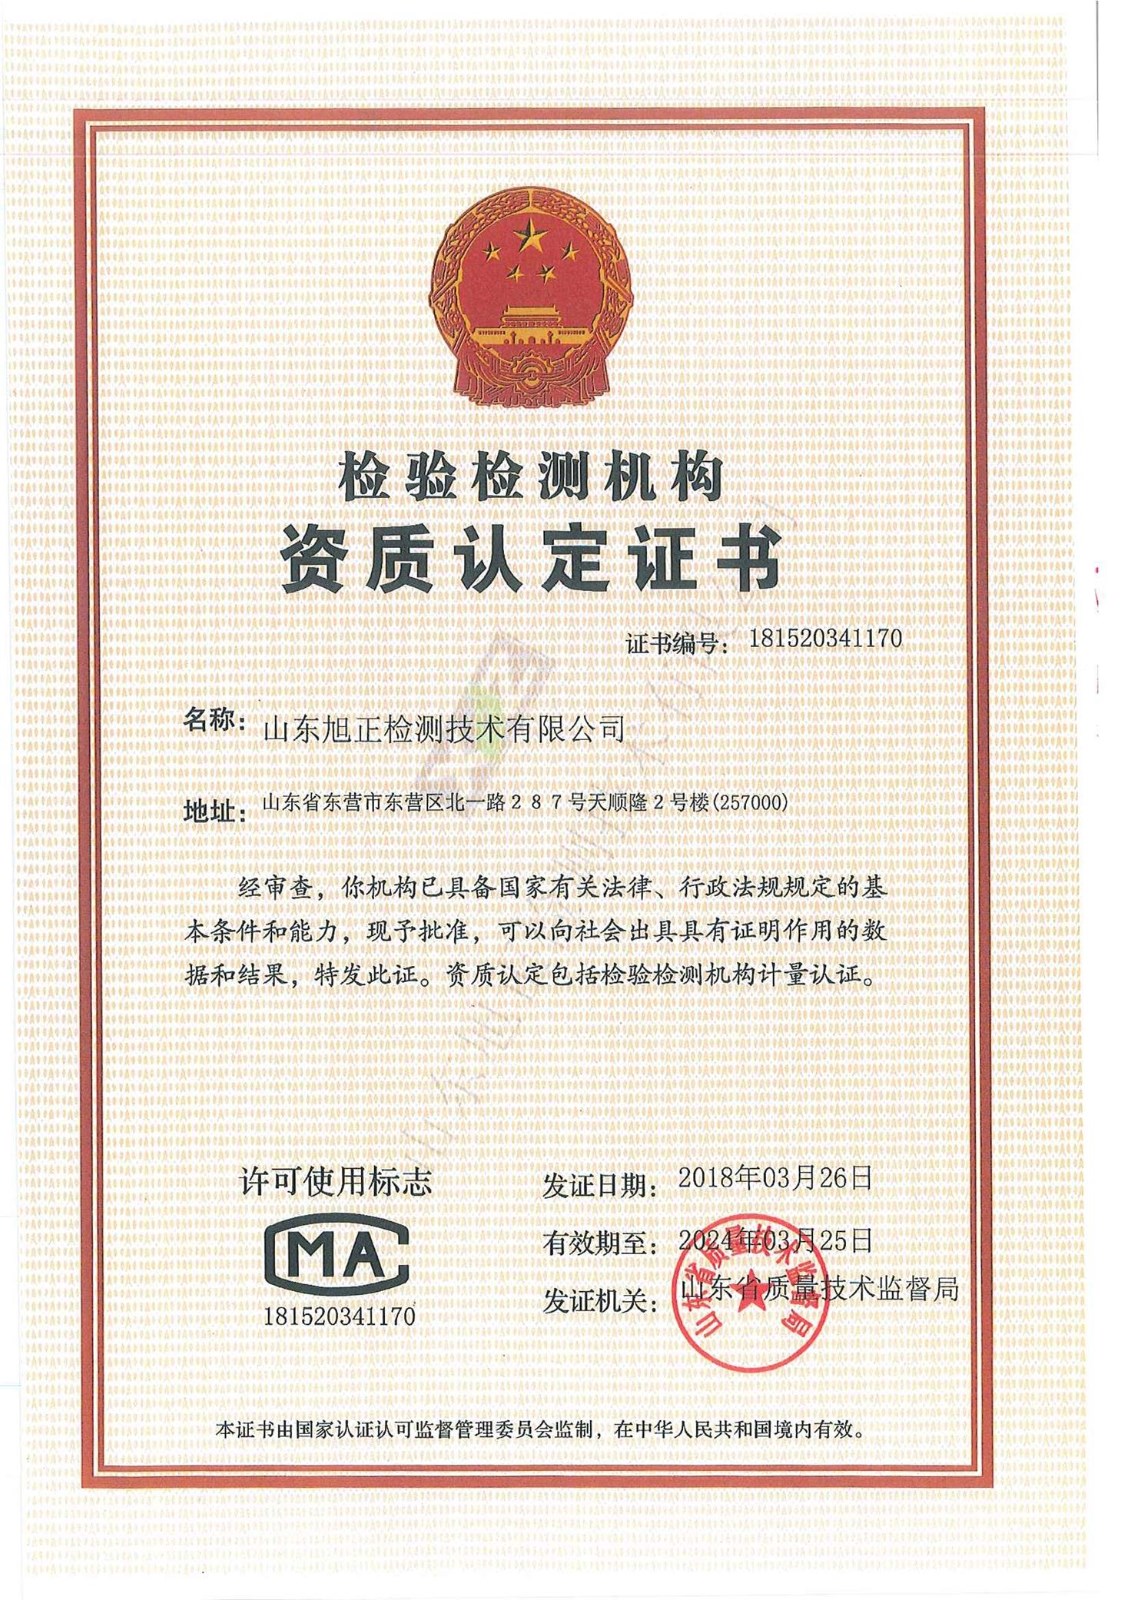 检验检测机构
资质认定证书
证书编号： 181520341170
名称： 山东旭正检测技术有限公司
地址： 山东省东营市东营区北一路２８７号天顺隆２号楼(257000)
经审查，你机构已具备国家有关法律、行政法规规定的基
本条件和能力，现予批准，可以向社会出具具有证明作用的数
据和结果，特发此证。资质认定包括检验检测机构计量认证。
许可使用标志
MA
181520341170
发证日期： 2018年03月26日
有效期至： 2024年03月25日
发证机关： 山东省质量技术监督局
山东省质量技术监督局
本证书由国家认证认可监督管理委员会监制，在中华人民共和国境内有效。